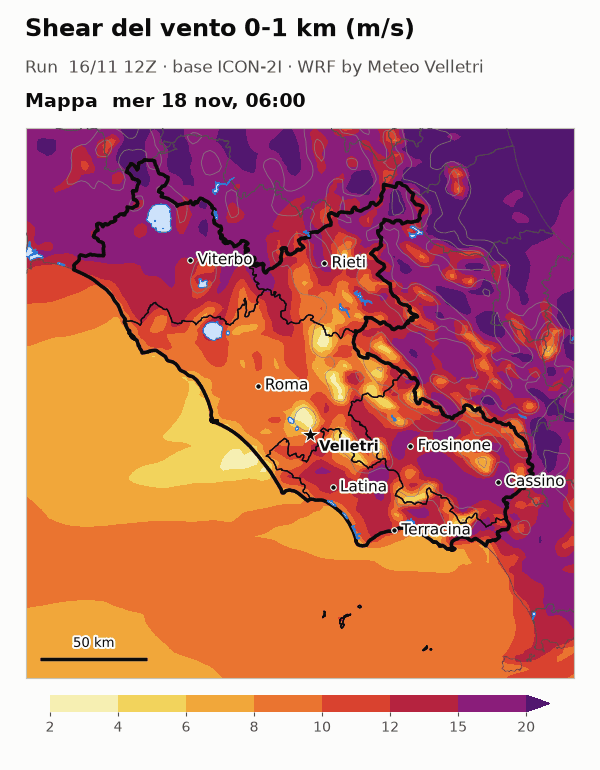 Shear del vento 0-1 km (m/s)
Run  16/11 12Z · base ICON-2I · WRF by Meteo Velletri
Mappa  mer 18 nov, 06:00
Viterbo
Rieti
Roma
Velletri
Frosinone
Latina
Cassino
Terracina
50 km
2 4 6 8 10 12 15 20